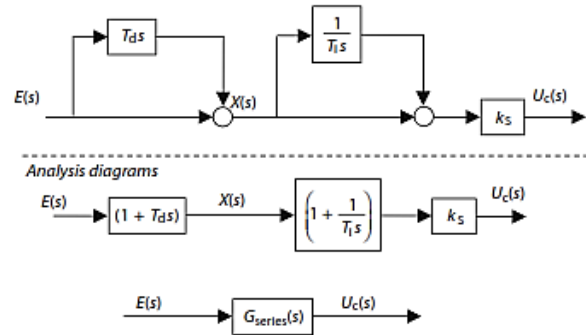 T_d s
1/(T_i s)
E(s)
X(s)
U_c(s)
k_s
Analysis diagrams
E(s)
(1 + T_d s)
X(s)
(1 + 1/(T_i s))
k_s
U_c(s)
E(s)
G_series(s)
U_c(s)